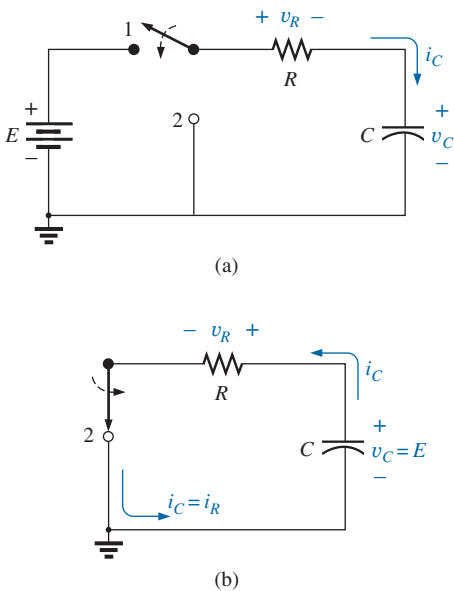 + v_R −
1
i_C
R
+
E
−
2
C
+
v_C
−
(a)
− v_R +
i_C
R
2
C
+
v_C = E
−
i_C = i_R
(b)